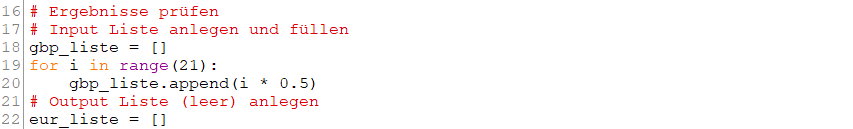 16 # Ergebnisse prüfen
17 # Input Liste anlegen und füllen
18 gbp_liste = []
19 for i in range(21):
20     gbp_liste.append(i * 0.5)
21 # Output Liste (leer) anlegen
22 eur_liste = []